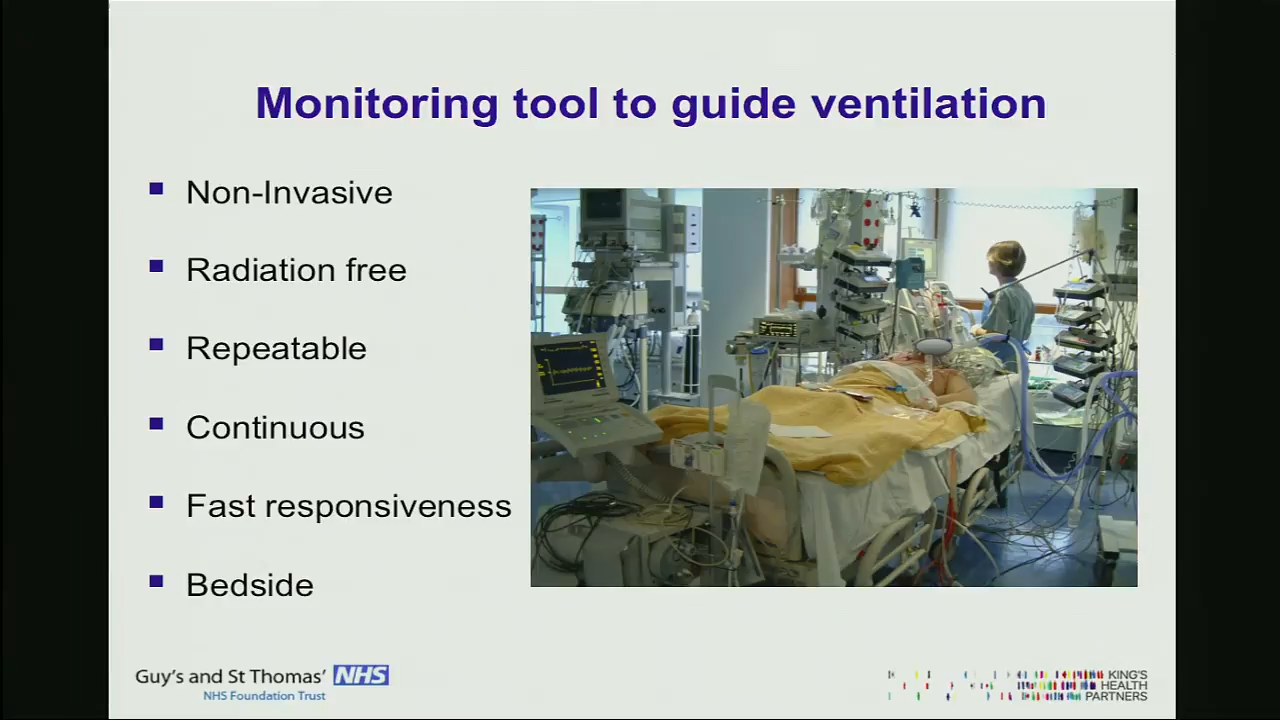 Monitoring tool to guide ventilation
Non-Invasive
Radiation free
Repeatable
Continuous
Fast responsiveness
Bedside
Guy's and St Thomas' NHS
NHS Foundation Trust
KING'S
HEALTH
PARTNERS